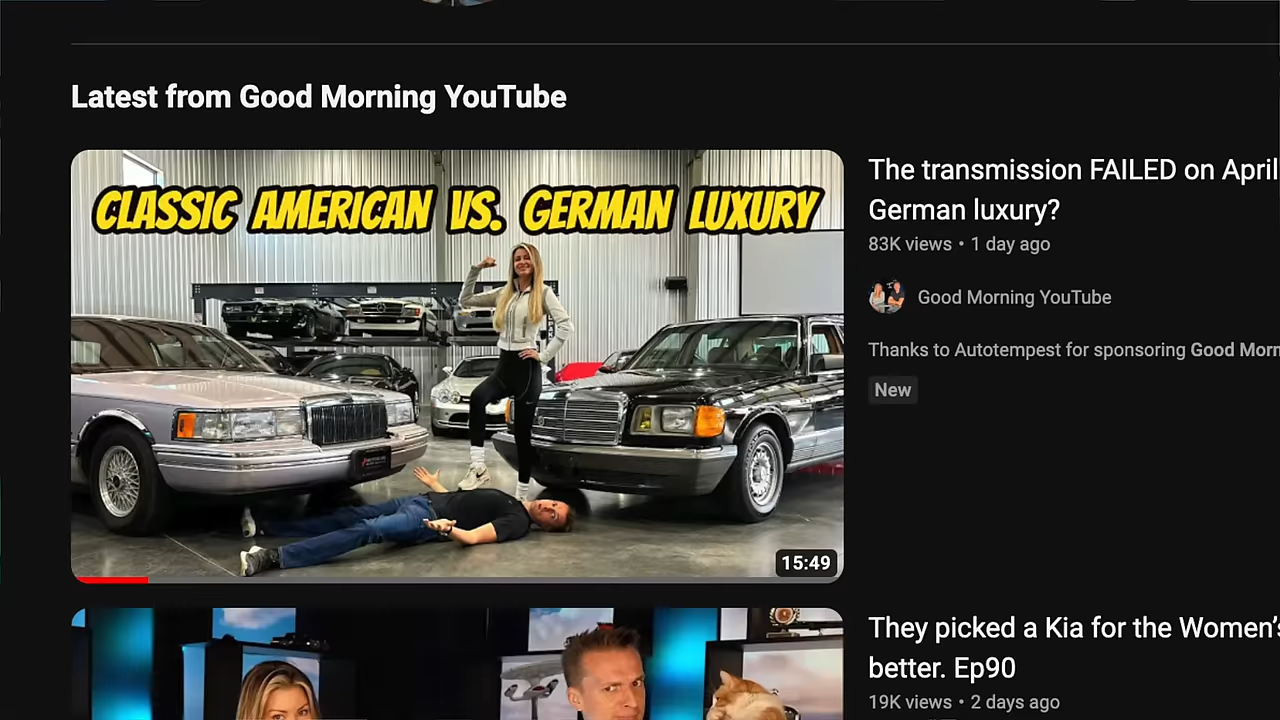 Latest from Good Morning YouTube
CLASSIC AMERICAN VS. GERMAN LUXURY
15:49
The transmission FAILED on April
German luxury?
83K views • 1 day ago
Good Morning YouTube
Thanks to Autotempest for sponsoring Good Morn
New
They picked a Kia for the Women's
better. Ep90
19K views • 2 days ago